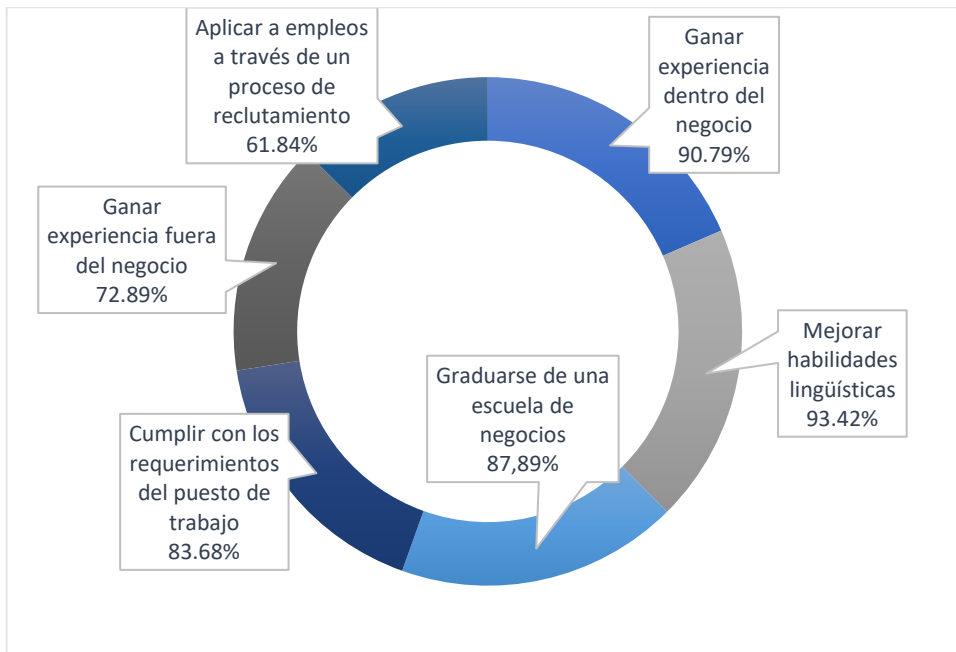 Aplicar a empleos
a través de un
proceso de
reclutamiento
61.84%
Ganar
experiencia
dentro del
negocio
90.79%
Ganar
experiencia fuera
del negocio
72.89%
Mejorar
habilidades
lingüísticas
93.42%
Graduarse de una
escuela de
negocios
87,89%
Cumplir con los
requerimientos
del puesto de
trabajo
83.68%